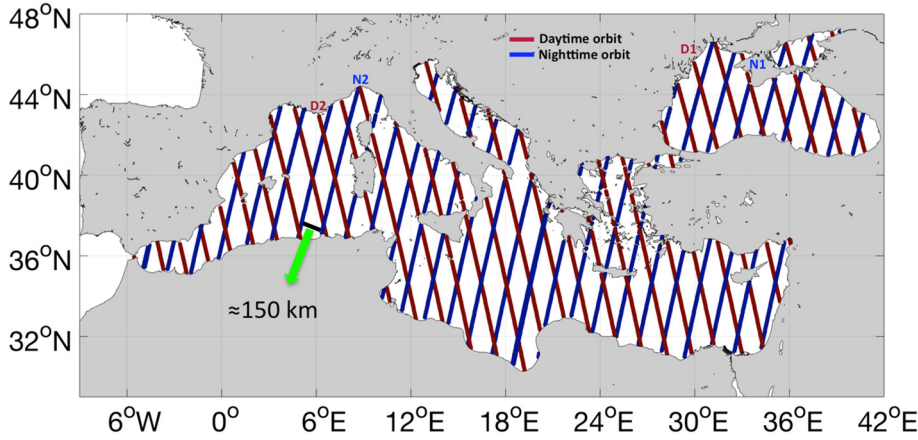 48°N
44°N
40°N
36°N
32°N
Daytime orbit
Nighttime orbit
D1
N1
N2
D2
≈150 km
6°W 0° 6°E 12°E 18°E 24°E 30°E 36°E 42°E